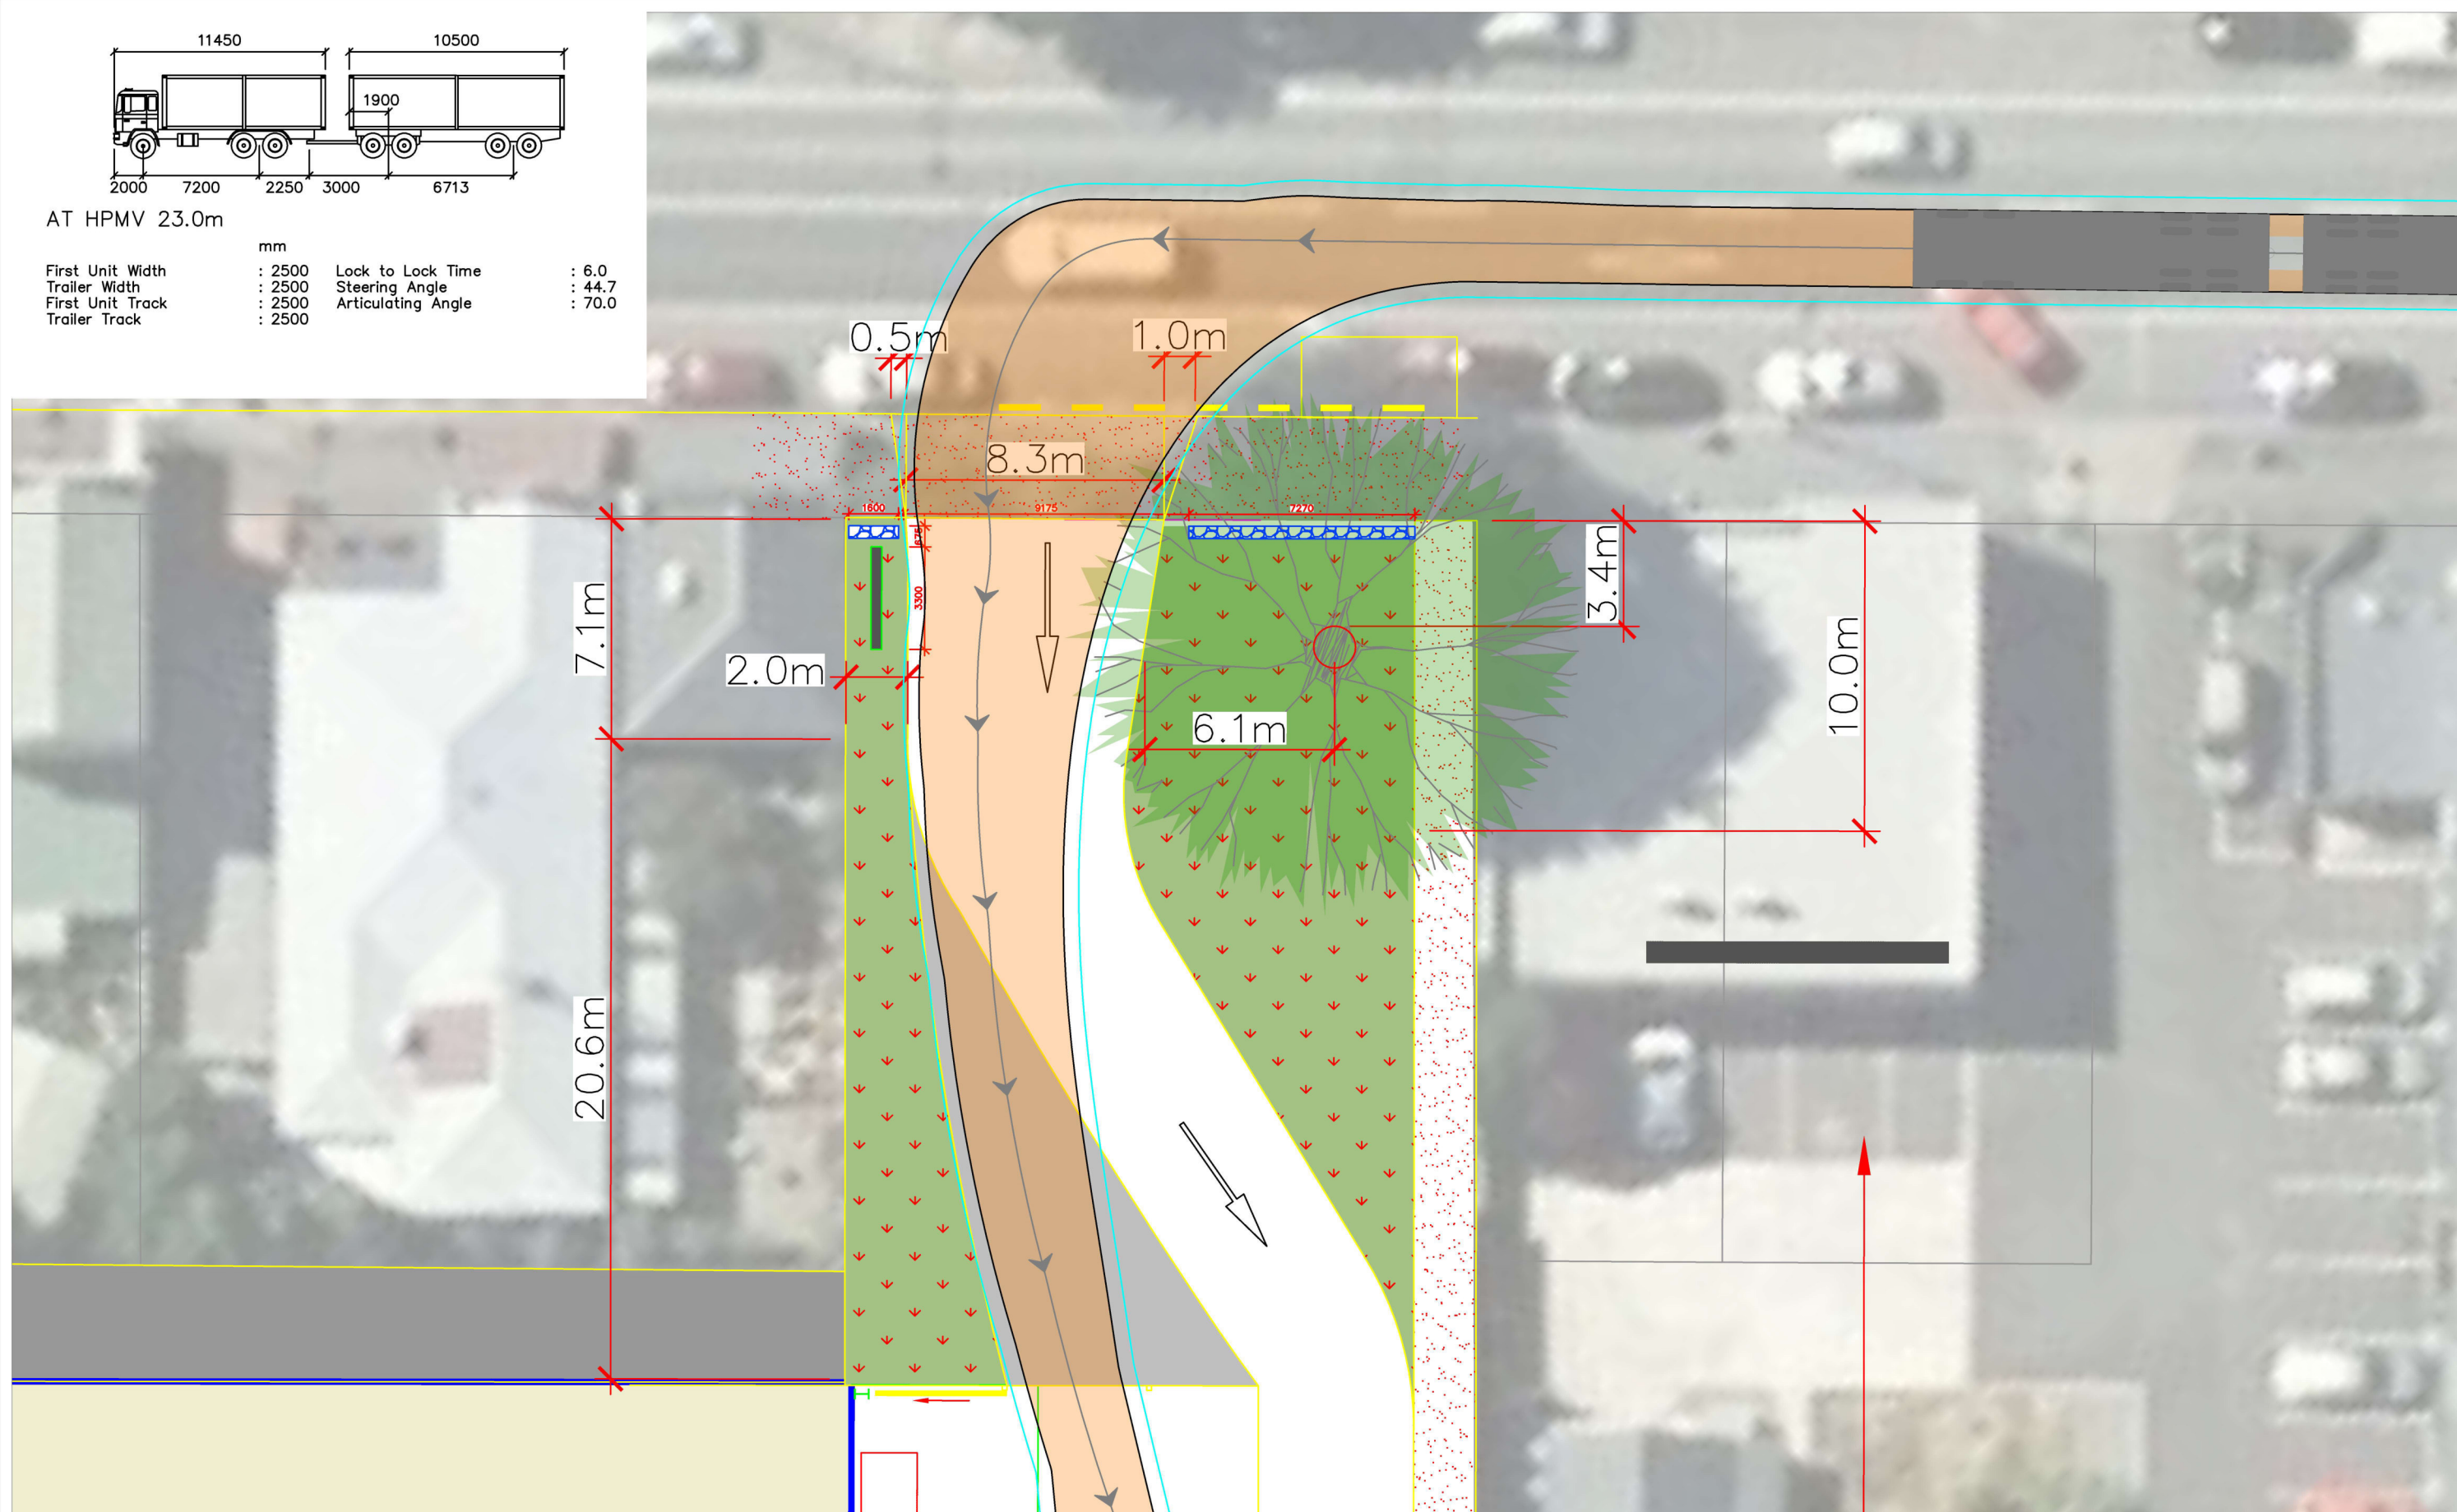 11450 10500
1900
2000 7200 2250 3000 6713
AT HPMV 23.0m
mm
First Unit Width : 2500 Lock to Lock Time : 6.0
Trailer Width : 2500 Steering Angle : 44.7
First Unit Track : 2500 Articulating Angle : 70.0
Trailer Track : 2500
0.5m 1.0m
8.3m
1600 9175 7270
675
3300
7.1m
2.0m
3.4m
10.0m
6.1m
20.6m